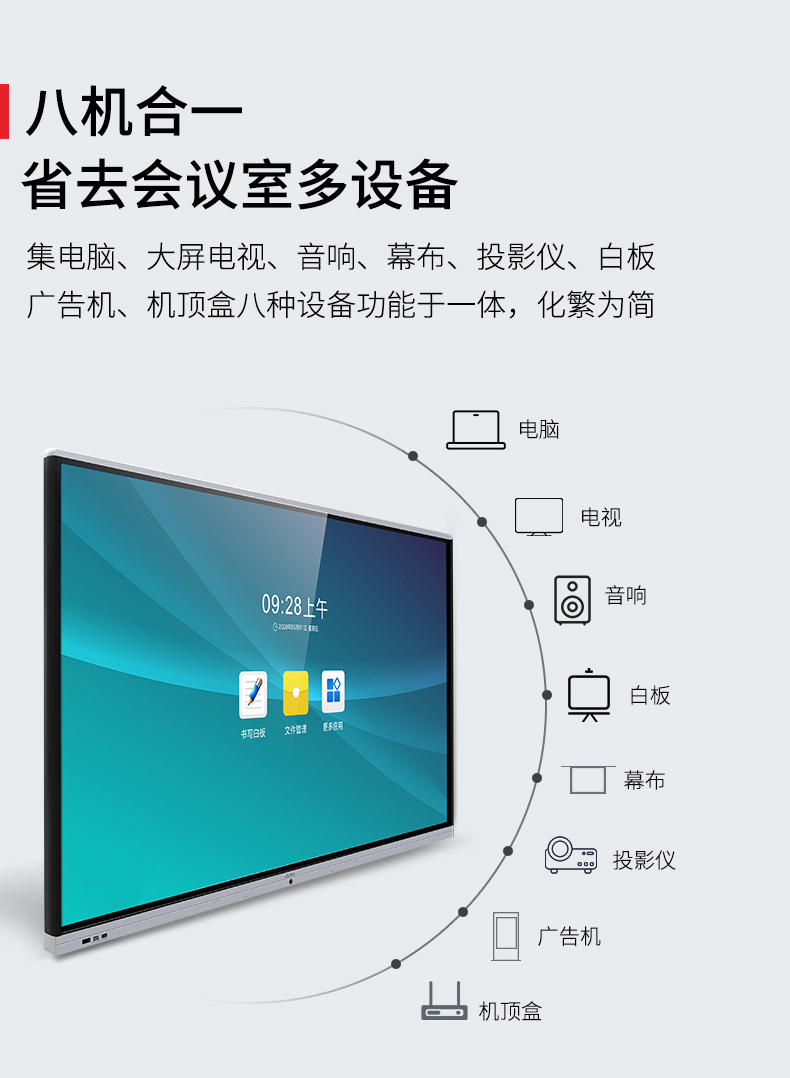 八机合一
省去会议室多设备
集电脑、大屏电视、音响、幕布、投影仪、白板
广告机、机顶盒八种设备功能于一体，化繁为简
电脑
电视
音响
09:28上午
书写白板
文件管理
更多应用
白板
幕布
投影仪
广告机
机顶盒